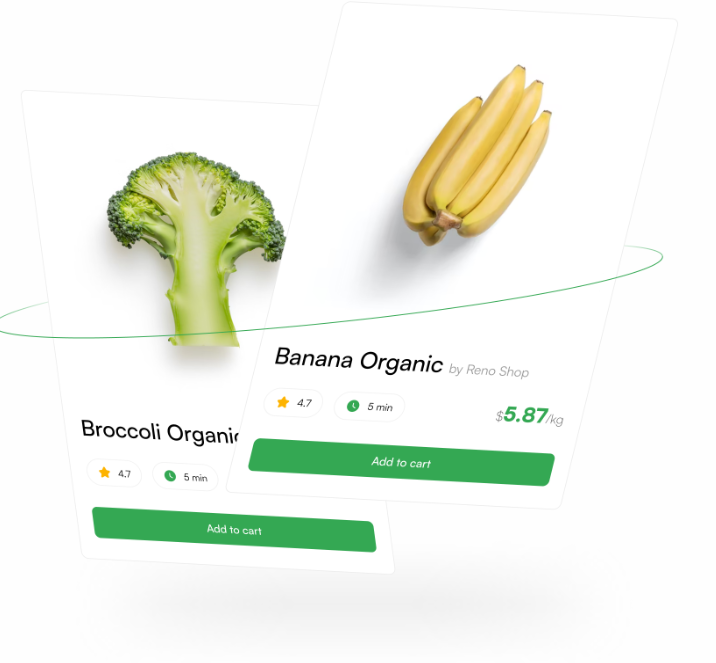 Banana Organic by Reno Shop
4.7
5 min
$5.87/kg
Add to cart
Broccoli Organic
4.7
5 min
Add to cart